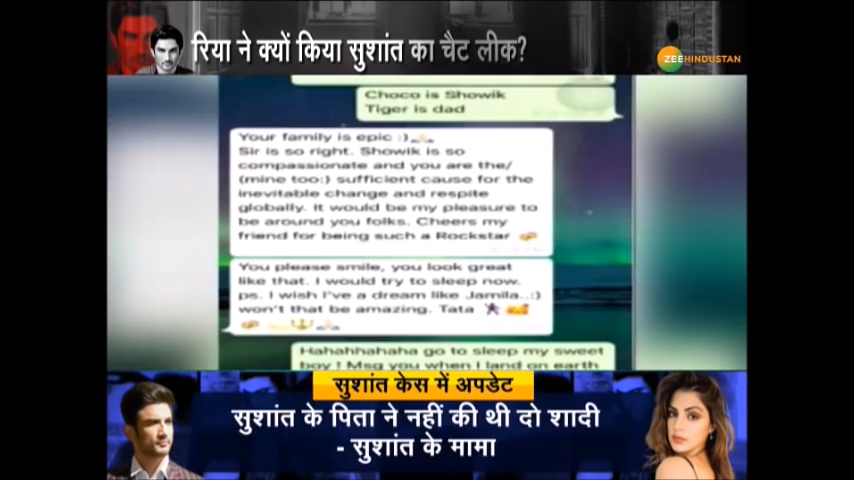 रिया ने क्यों किया सुशांत का चैट लीक?
ZEE HINDUSTAN
Choco is Showik
Tiger is dad
Your family is epic :)
Sir is so right. Showik is so
compassionate and you are the/
(mine too:) sufficient cause for the
inevitable change and respite
globally. It would be my pleasure to
be around you folks. Cheers my
friend for being such a Rockstar
You please smile, you look great
like that. I would try to sleep now.
ps. I wish I've a dream like Jamila..:)
won't that be amazing. Tata
Hahahhahaha go to sleep my sweet
boy ! Msg you when I land on earth
सुशांत केस में अपडेट
सुशांत के पिता ने नहीं की थी दो शादी
- सुशांत के मामा